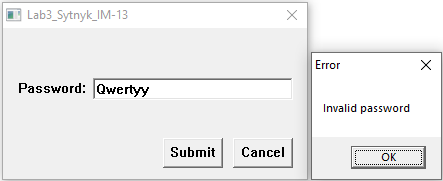 Lab3_Sytnyk_IM-13
Password: Qwertyy
Submit Cancel
Error
Invalid password
OK